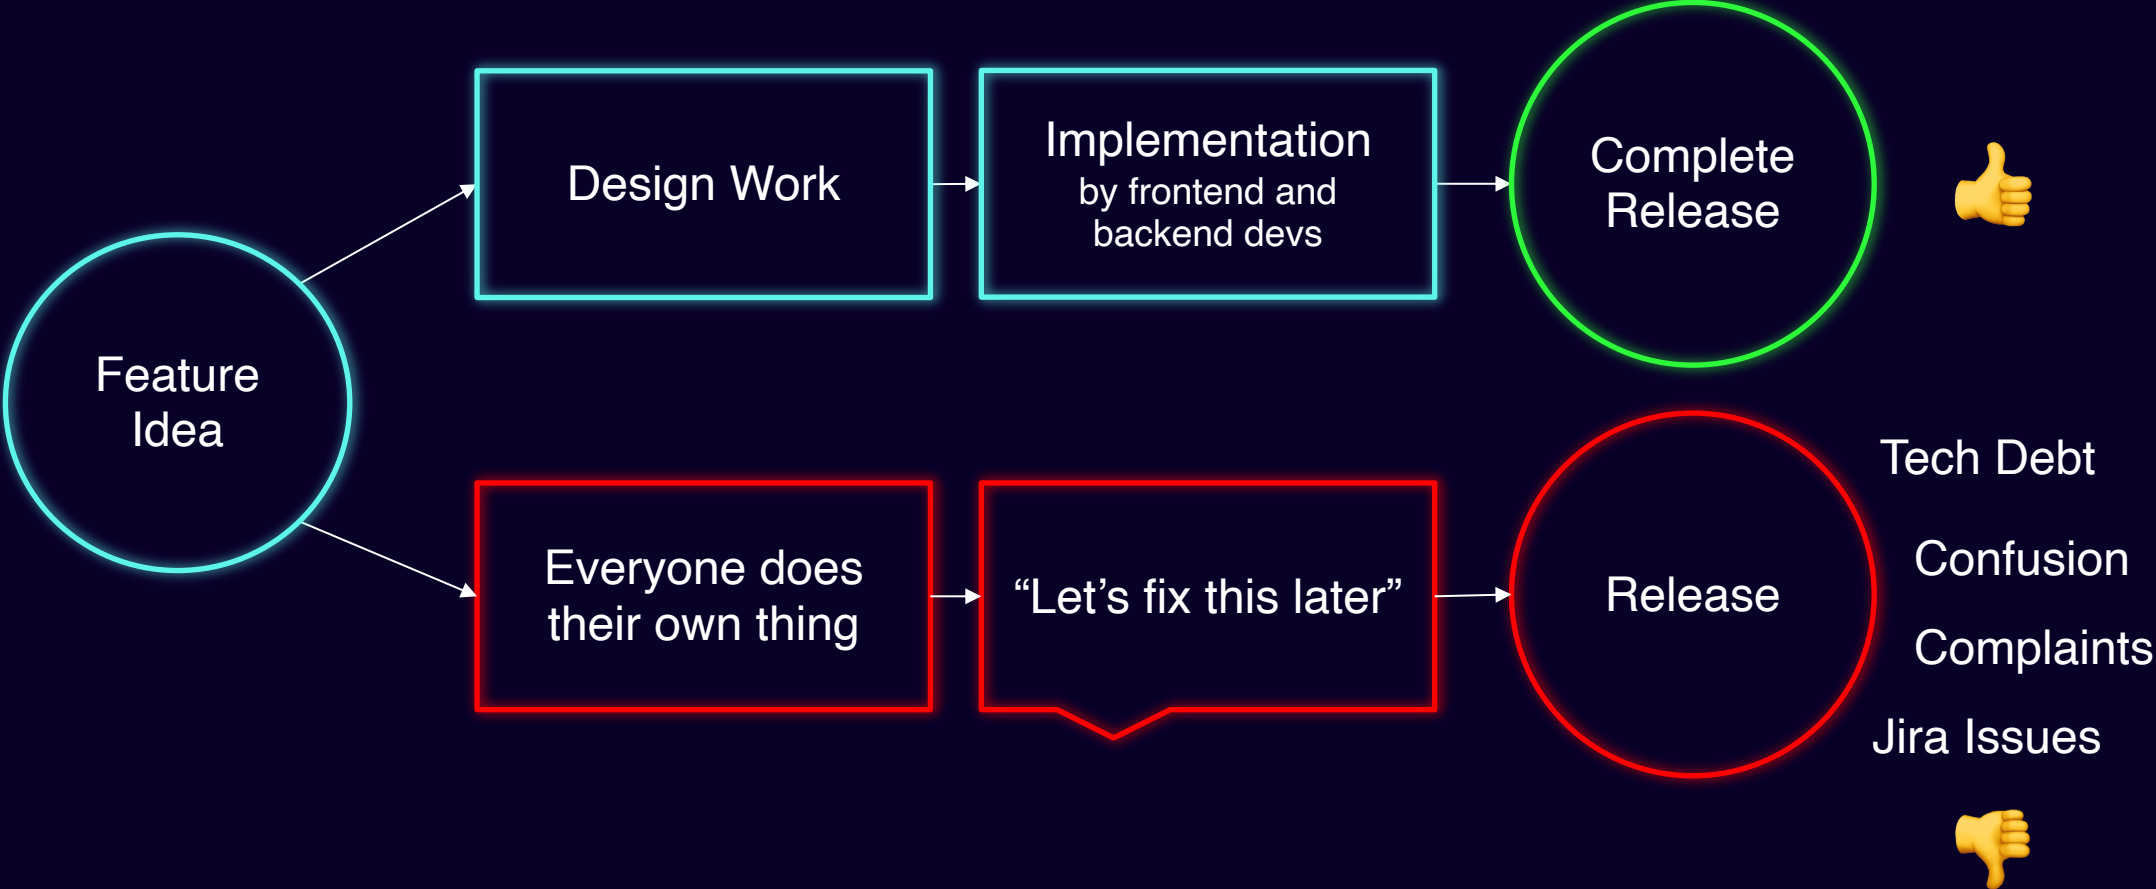 Feature
Idea
Design Work
Implementation
by frontend and
backend devs
Complete
Release
Everyone does
their own thing
“Let’s fix this later”
Release
Tech Debt
Confusion
Complaints
Jira Issues